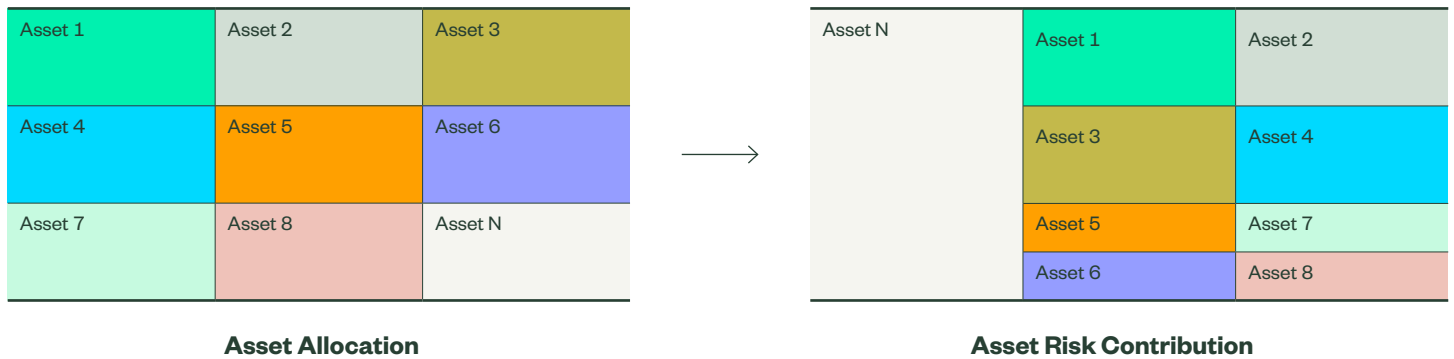 Asset 1
Asset 2
Asset 3
Asset 4
Asset 5
Asset 6
Asset 7
Asset 8
Asset N
Asset Allocation
Asset N
Asset 1
Asset 2
Asset 3
Asset 4
Asset 5
Asset 7
Asset 6
Asset 8
Asset Risk Contribution